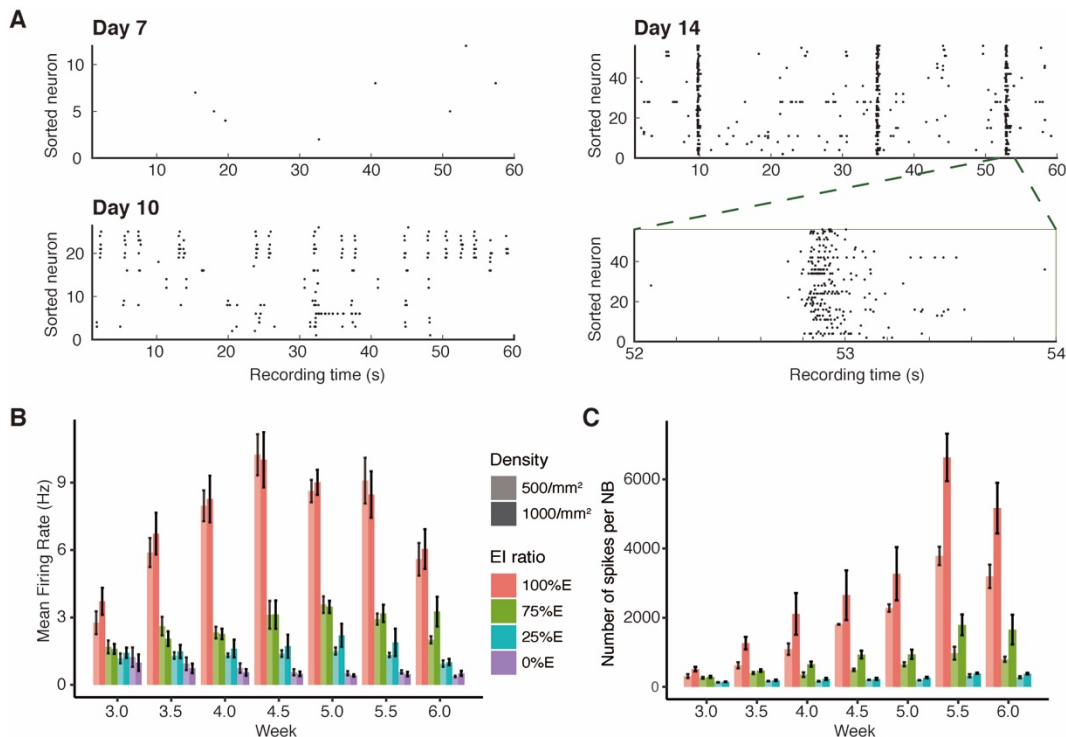 A
Day 7
Sorted neuron
10
5
0
10 20 30 40 50 60
Day 14
Sorted neuron
40
20
0
10 20 30 40 50 60
Day 10
Sorted neuron
20
10
0
10 20 30 40 50 60
Recording time (s)
Sorted neuron
40
20
0
52 53 54
Recording time (s)
B
Mean Firing Rate (Hz)
9
6
3
0
3.0 3.5 4.0 4.5 5.0 5.5 6.0
Week
Density
500/mm²
1000/mm²
EI ratio
100%E
75%E
25%E
0%E
C
Number of spikes per NB
6000
4000
2000
0
3.0 3.5 4.0 4.5 5.0 5.5 6.0
Week